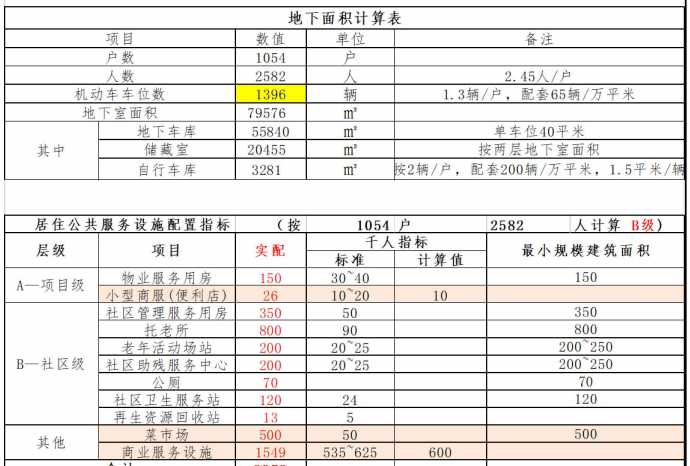 地下面积计算表
项目 数值 单位 备注
户数 1054 户
人数 2582 人 2.45人/户
机动车车位数 1396 辆 1.3辆/户，配套65辆/万平米
地下室面积 79576 m²
其中 地下车库 55840 m² 单车位40平米
储藏室 20455 m² 按两层地下室面积
自行车库 3281 m² 按2辆/户，配套200辆/万平米，1.5平米/辆
居住公共服务设施配置指标 （按 1054 户 2582 人计算 B级）
层级 项目 实配 千人指标 最小规模建筑面积
标准 计算值
A—项目级 物业服务用房 150 30~40 150
小型商服(便利店) 26 10~20 10
B—社区级 社区管理服务用房 350 50 350
托老所 800 90 800
老年活动场站 200 20~25 200~250
社区助残服务中心 200 20~25 200~250
公厕 70 70
社区卫生服务站 120 24 120
再生资源回收站 13 5
其他 菜市场 500 50 500
商业服务设施 1549 535~625 600